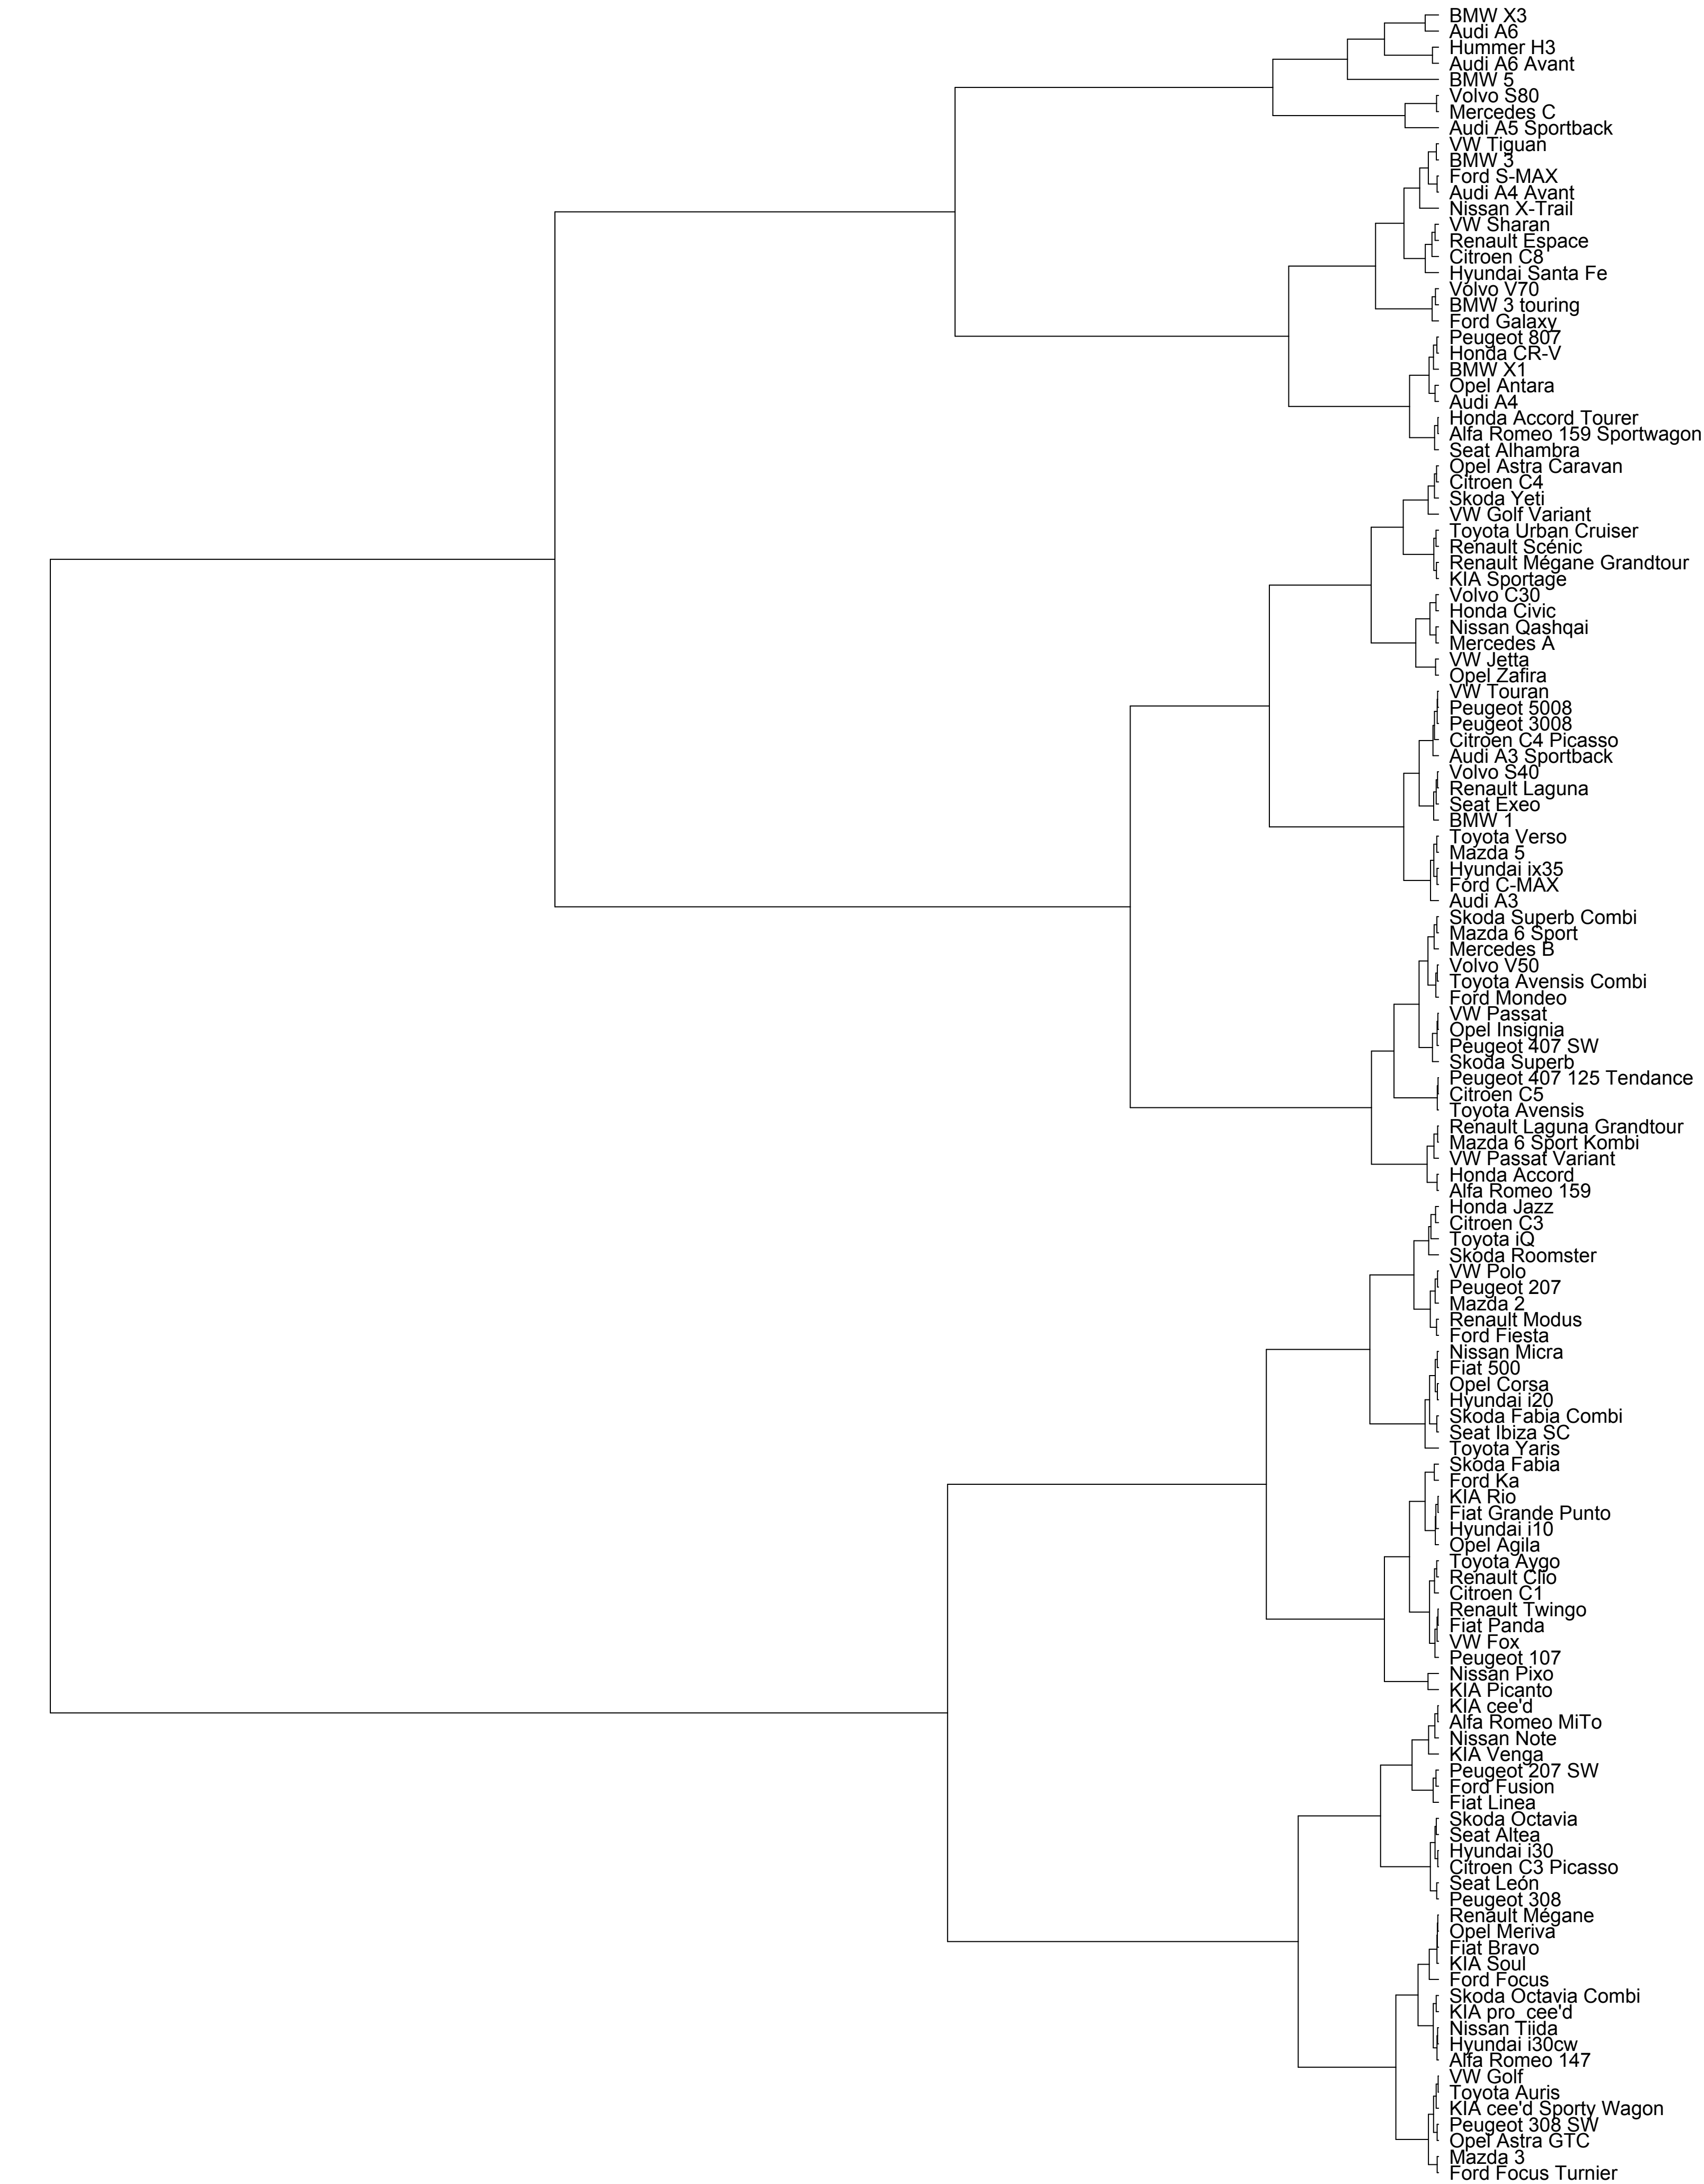 BMW X3
Audi A6
Hummer H3
Audi A6 Avant
BMW 5
Volvo S80
Mercedes C
Audi A5 Sportback
VW Tiguan
BMW 3
Ford S-MAX
Audi A4 Avant
Nissan X-Trail
VW Sharan
Renault Espace
Citroen C8
Hyundai Santa Fe
Volvo V70
BMW 3 touring
Ford Galaxy
Peugeot 807
Honda CR-V
BMW X1
Opel Antara
Audi A4
Honda Accord Tourer
Alfa Romeo 159 Sportwagon
Seat Alhambra
Opel Astra Caravan
Citroen C4
Skoda Yeti
VW Golf Variant
Toyota Urban Cruiser
Renault Scénic
Renault Mégane Grandtour
KIA Sportage
Volvo C30
Honda Civic
Nissan Qashqai
Mercedes A
VW Jetta
Opel Zafira
VW Touran
Peugeot 5008
Peugeot 3008
Citroen C4 Picasso
Audi A3 Sportback
Volvo S40
Renault Laguna
Seat Exeo
BMW 1
Toyota Verso
Mazda 5
Hyundai ix35
Ford C-MAX
Audi A3
Skoda Superb Combi
Mazda 6 Sport
Mercedes B
Volvo V50
Toyota Avensis Combi
Ford Mondeo
VW Passat
Opel Insignia
Peugeot 407 SW
Skoda Superb
Peugeot 407 125 Tendance
Citroen C5
Toyota Avensis
Renault Laguna Grandtour
Mazda 6 Sport Kombi
VW Passat Variant
Honda Accord
Alfa Romeo 159
Honda Jazz
Citroen C3
Toyota iQ
Skoda Roomster
VW Polo
Peugeot 207
Mazda 2
Renault Modus
Ford Fiesta
Nissan Micra
Fiat 500
Opel Corsa
Hyundai i20
Skoda Fabia Combi
Seat Ibiza SC
Toyota Yaris
Skoda Fabia
Ford Ka
KIA Rio
Fiat Grande Punto
Hyundai i10
Opel Agila
Toyota Aygo
Renault Clio
Citroen C1
Renault Twingo
Fiat Panda
VW Fox
Peugeot 107
Nissan Pixo
KIA Picanto
KIA cee'd
Alfa Romeo MiTo
Nissan Note
KIA Venga
Peugeot 207 SW
Ford Fusion
Fiat Linea
Skoda Octavia
Seat Altea
Hyundai i30
Citroen C3 Picasso
Seat León
Peugeot 308
Renault Mégane
Opel Meriva
Fiat Bravo
KIA Soul
Ford Focus
Skoda Octavia Combi
KIA pro_cee'd
Nissan Tiida
Hyundai i30cw
Alfa Romeo 147
VW Golf
Toyota Auris
KIA cee'd Sporty Wagon
Peugeot 308 SW
Opel Astra GTC
Mazda 3
Ford Focus Turnier